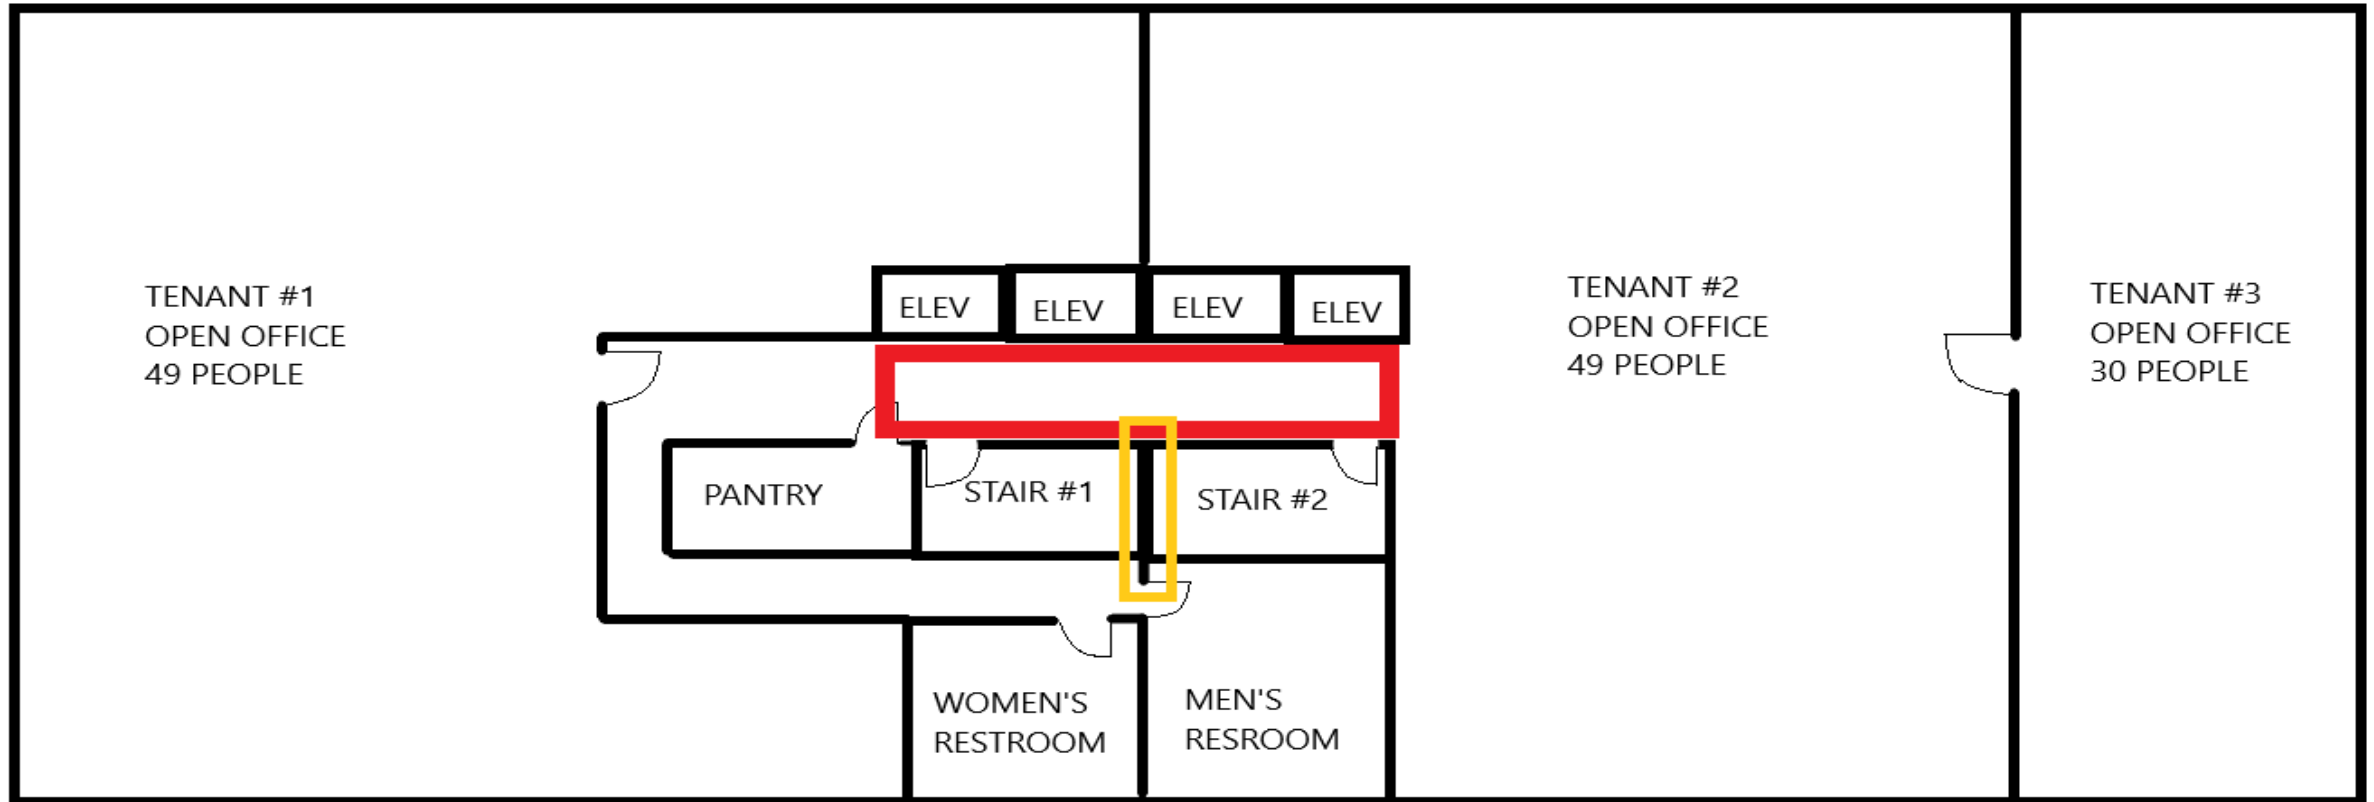 TENANT #1
OPEN OFFICE
49 PEOPLE
ELEV
ELEV
ELEV
ELEV
TENANT #2
OPEN OFFICE
49 PEOPLE
TENANT #3
OPEN OFFICE
30 PEOPLE
PANTRY
STAIR #1
STAIR #2
WOMEN'S
RESTROOM
MEN'S
RESROOM